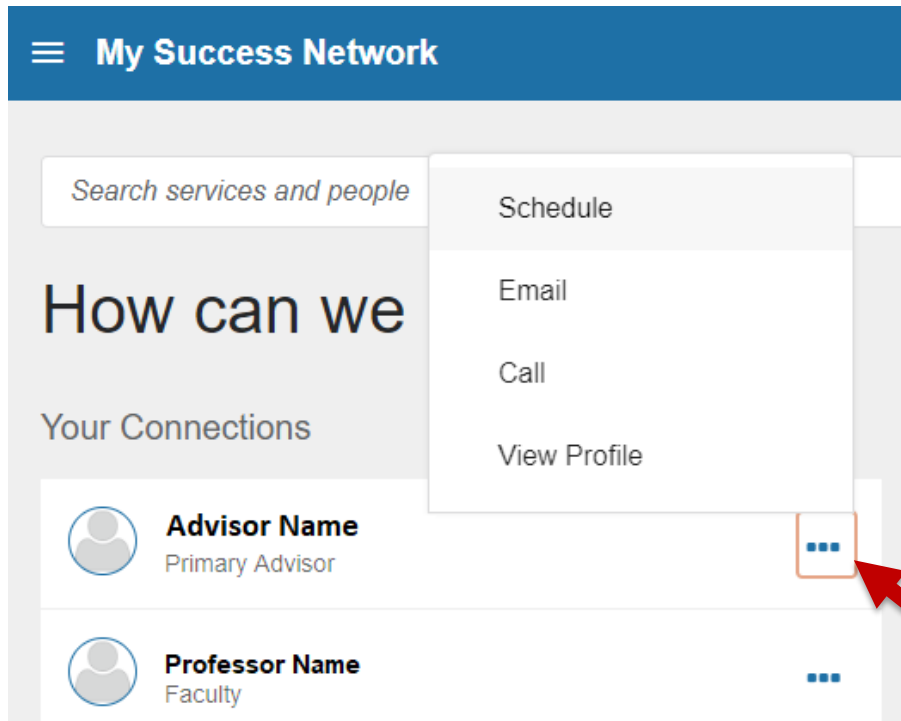 My Success Network
Search services and people
Schedule
How can we
Email
Call
Your Connections
View Profile
Advisor Name
Primary Advisor
Professor Name
Faculty